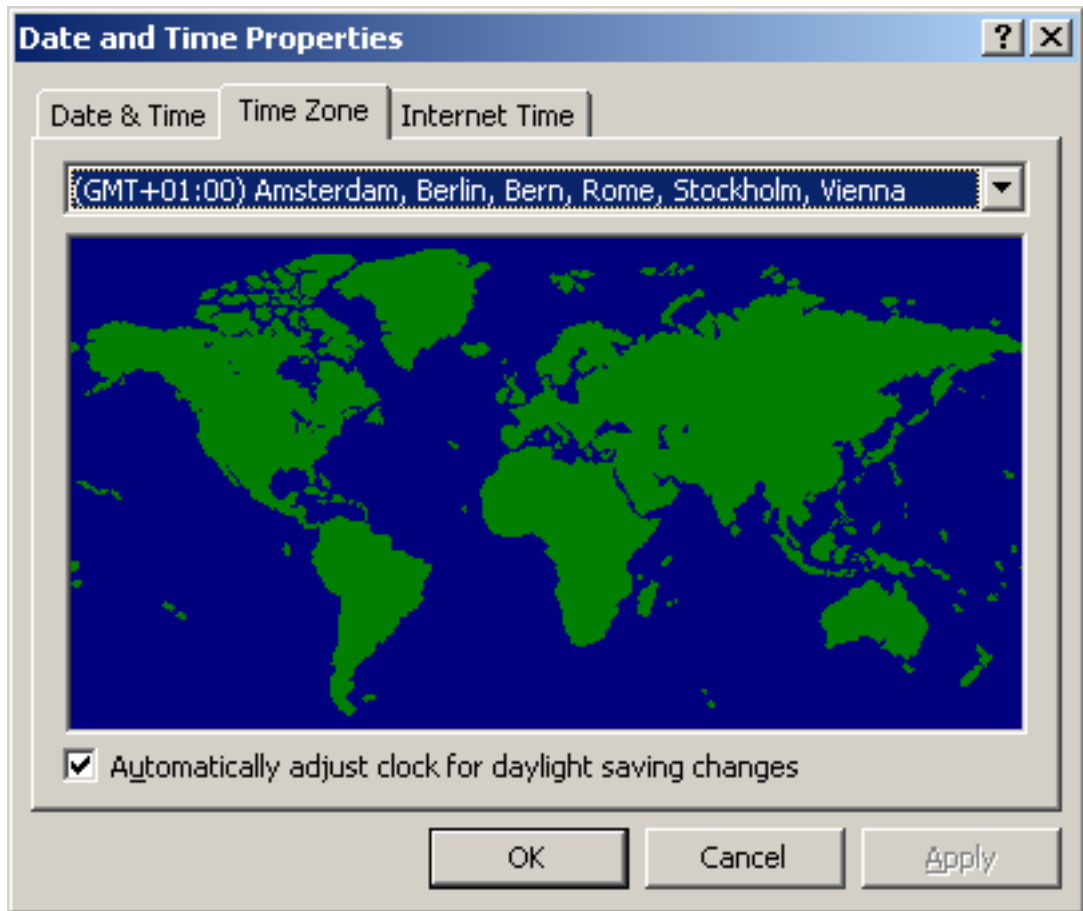 Date and Time Properties
Date & Time
Time Zone
Internet Time
(GMT+01:00) Amsterdam, Berlin, Bern, Rome, Stockholm, Vienna
Automatically adjust clock for daylight saving changes
OK
Cancel
Apply